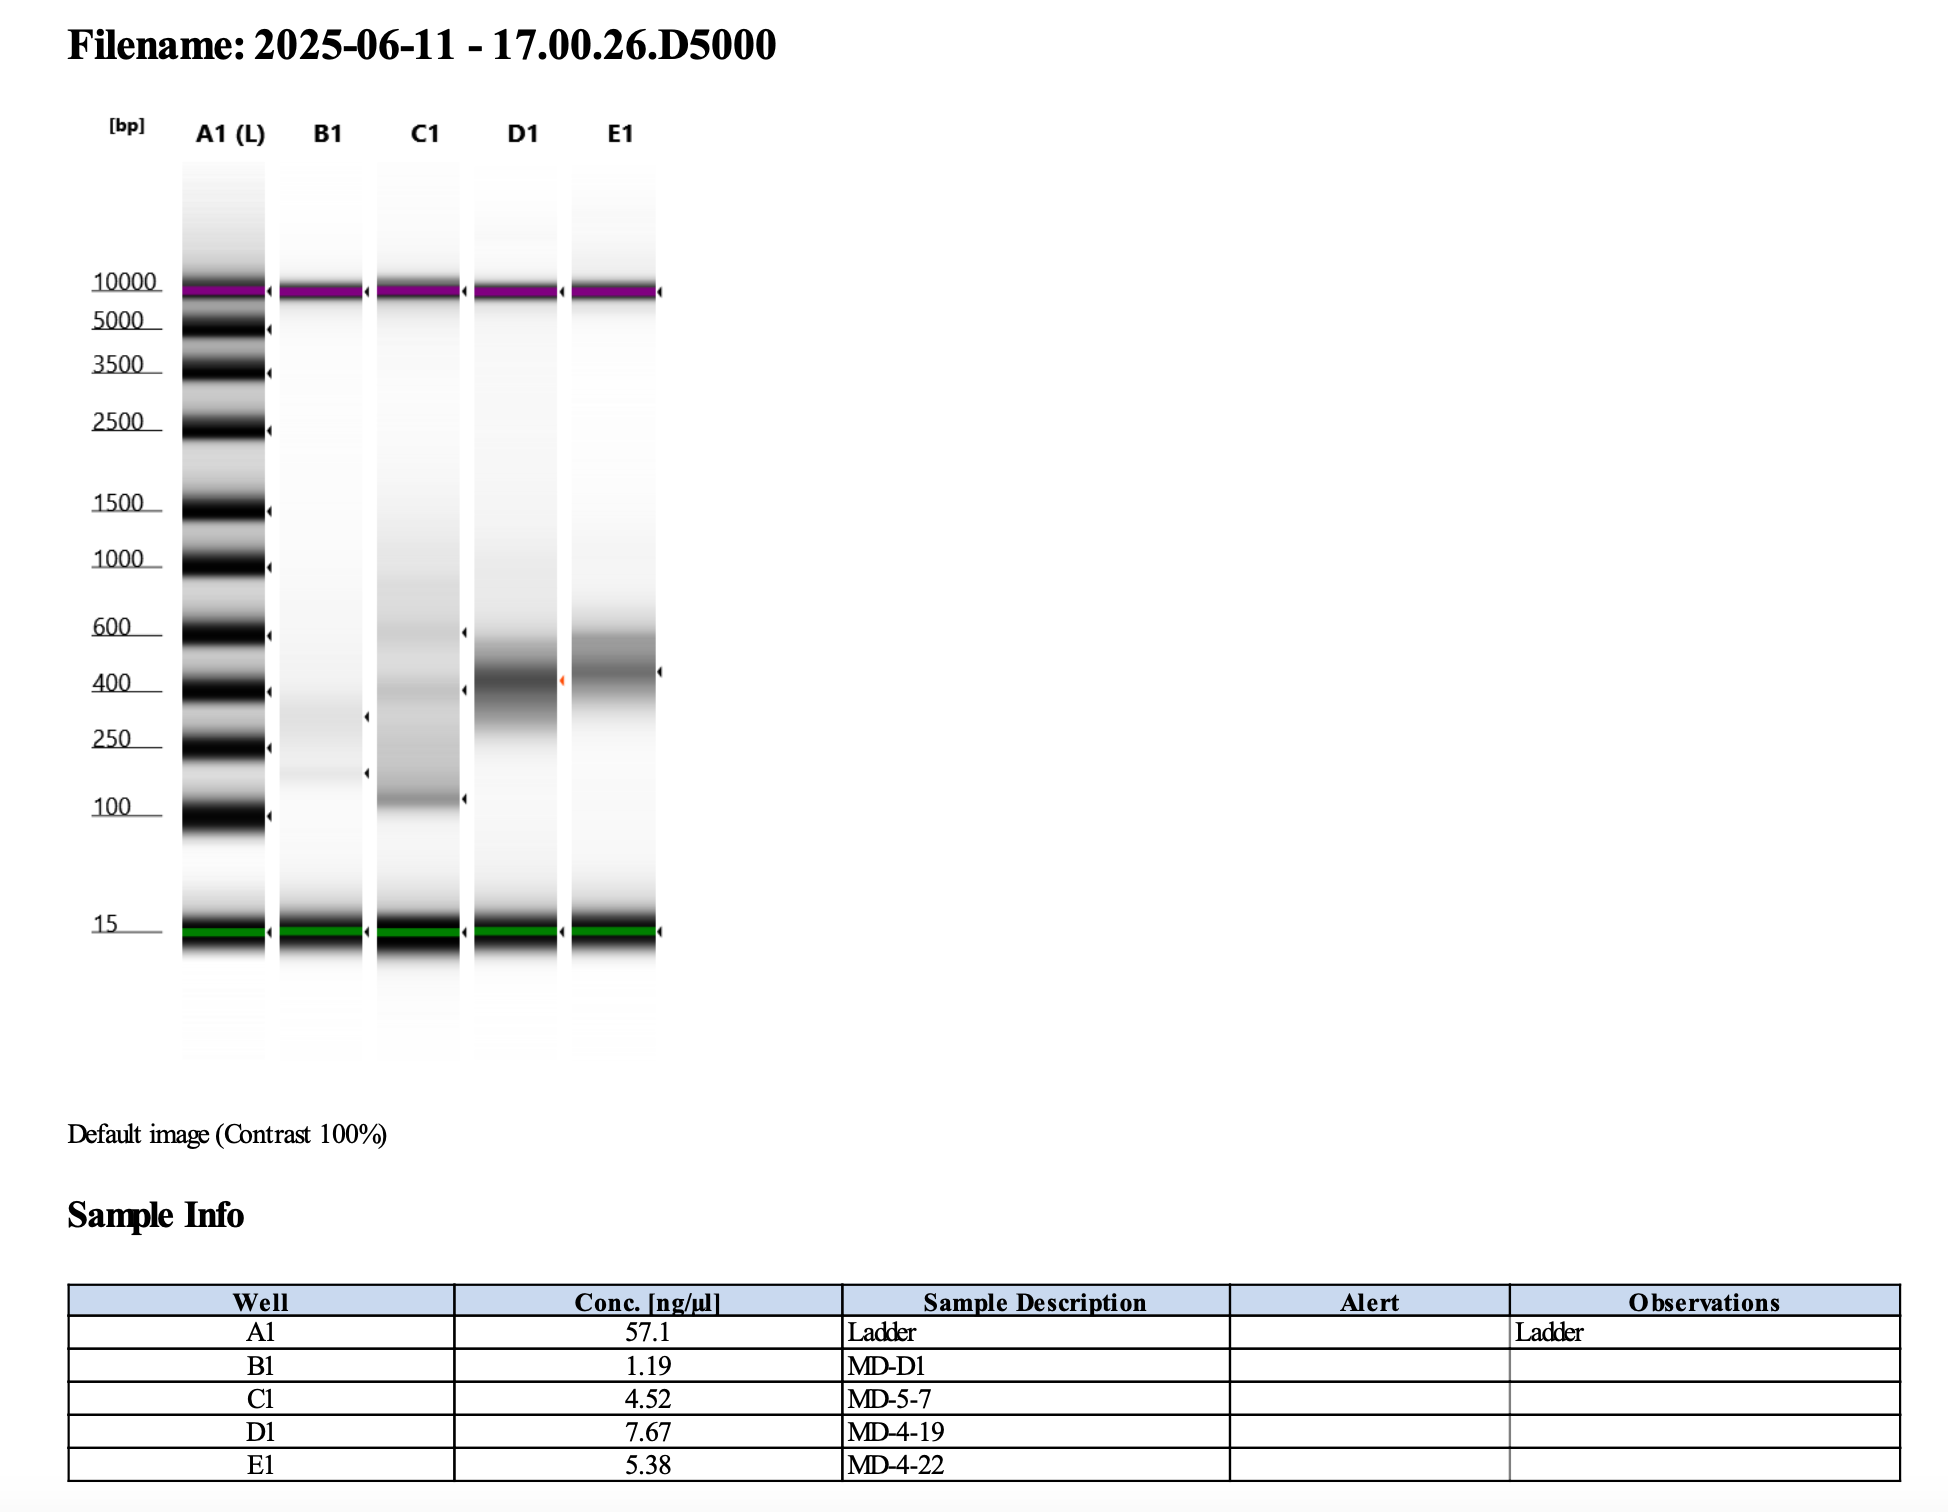 Filename: 2025-06-11 - 17.00.26.D5000
[bp] A1 (L) B1 C1 D1 E1
10000
5000
3500
2500
1500
1000
600
400
250
100
15
Default image (Contrast 100%)
Sample Info
Well Conc. [ng/µl] Sample Description Alert Observations
A1 57.1 Ladder Ladder
B1 1.19 MD-D1
C1 4.52 MD-5-7
D1 7.67 MD-4-19
E1 5.38 MD-4-22